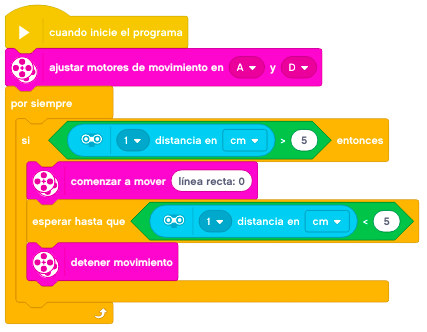 cuando inicie el programa
ajustar motores de movimiento en A y D
por siempre
si 1 distancia en cm > 5 entonces
comenzar a mover línea recta: 0
esperar hasta que 1 distancia en cm < 5
detener movimiento